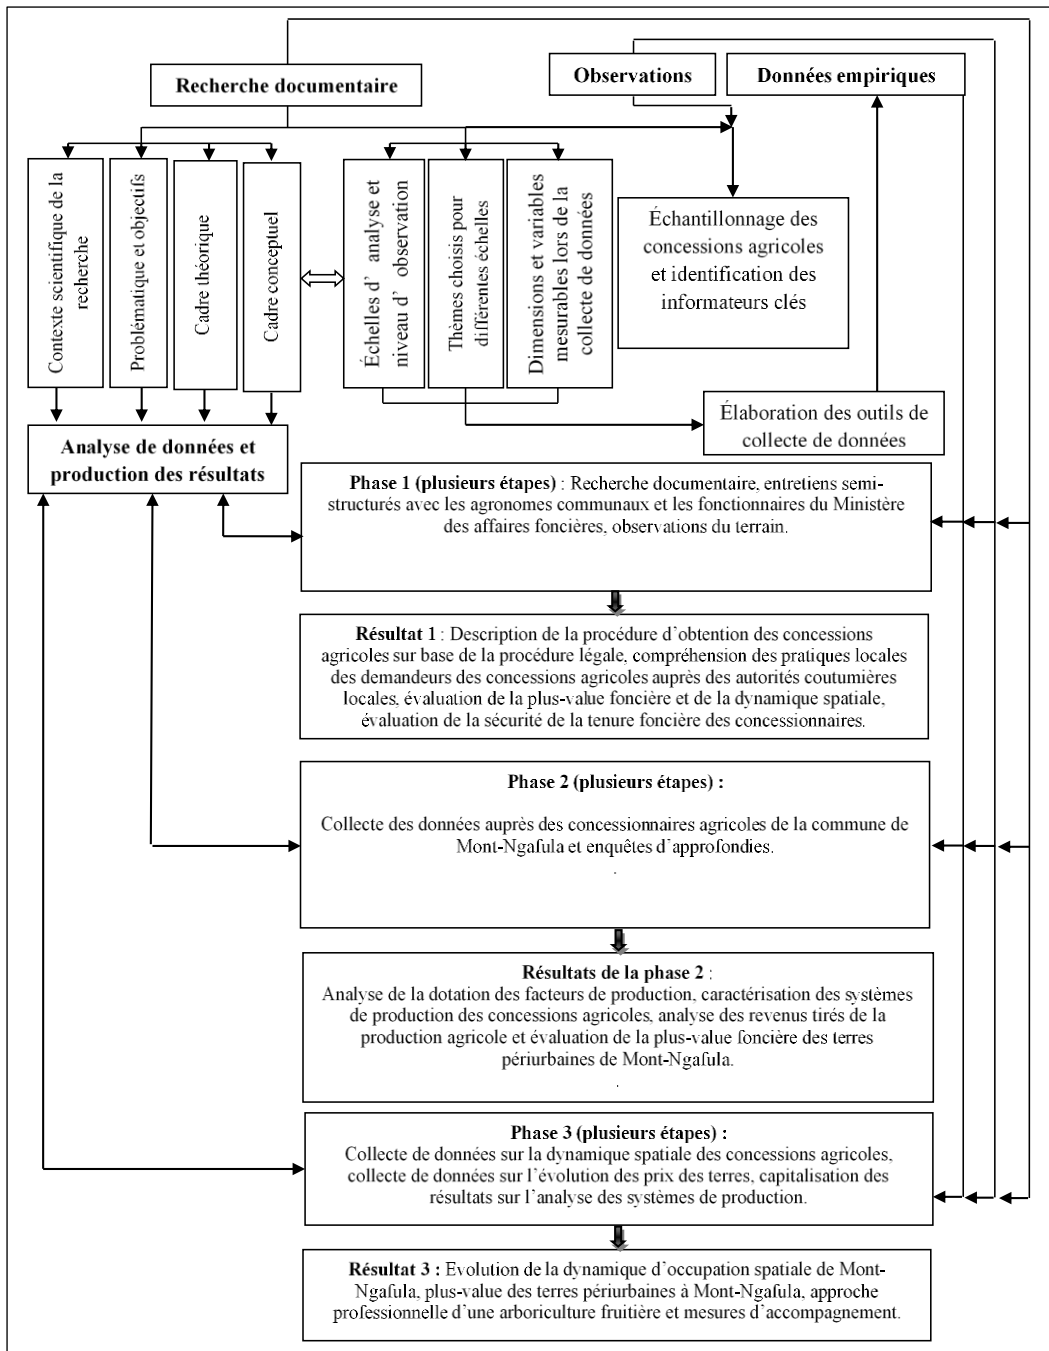 Recherche documentaire
Observations
Données empiriques
Contexte scientifique de la
recherche
Problématique et objectifs
Cadre théorique
Cadre conceptuel
Échelles d’ analyse et
niveau d’ observation
Thèmes choisis pour
différentes échelles
Dimensions et variables
mesurables lors de la
collecte de données
Échantillonnage des
concessions agricoles
et identification des
informateurs clés
Élaboration des outils de
collecte de données
Analyse de données et
production des résultats
Phase 1 (plusieurs étapes) : Recherche documentaire, entretiens semi-
structurés avec les agronomes communaux et les fonctionnaires du Ministère
des affaires foncières, observations du terrain.
Résultat 1 : Description de la procédure d’obtention des concessions
agricoles sur base de la procédure légale, compréhension des pratiques locales
des demandeurs des concessions agricoles auprès des autorités coutumières
locales, évaluation de la plus-value foncière et de la dynamique spatiale,
évaluation de la sécurité de la tenure foncière des concessionnaires.
Phase 2 (plusieurs étapes) :
Collecte des données auprès des concessionnaires agricoles de la commune de
Mont-Ngafula et enquêtes d’approfondies.
.
Résultats de la phase 2 :
Analyse de la dotation des facteurs de production, caractérisation des systèmes
de production des concessions agricoles, analyse des revenus tirés de la
production agricole et évaluation de la plus-value foncière des terres
périurbaines de Mont-Ngafula.
.
Phase 3 (plusieurs étapes) :
Collecte de données sur la dynamique spatiale des concessions agricoles,
collecte de données sur l’évolution des prix des terres, capitalisation des
résultats sur l’analyse des systèmes de production.
Résultat 3 : Evolution de la dynamique d’occupation spatiale de Mont-
Ngafula, plus-value des terres périurbaines à Mont-Ngafula, approche
professionnelle d’une arboriculture fruitière et mesures d’accompagnement.